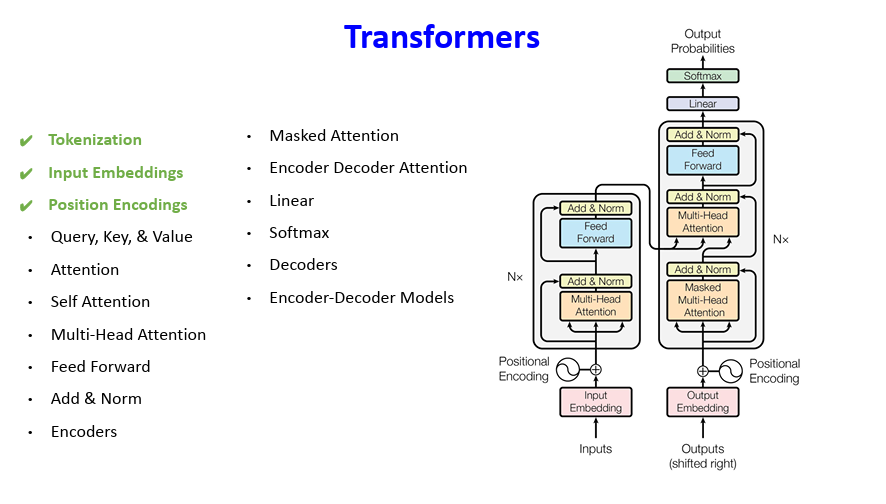 Transformers
✔ Tokenization
✔ Input Embeddings
✔ Position Encodings
• Query, Key, & Value
• Attention
• Self Attention
• Multi-Head Attention
• Feed Forward
• Add & Norm
• Encoders
• Masked Attention
• Encoder Decoder Attention
• Linear
• Softmax
• Decoders
• Encoder-Decoder Models
Output
Probabilities
Softmax
Linear
Add & Norm
Feed
Forward
Add & Norm
Multi-Head
Attention
N×
Add & Norm
Masked
Multi-Head
Attention
Positional
Encoding
Output
Embedding
Outputs
(shifted right)
Add & Norm
Feed
Forward
N×
Add & Norm
Multi-Head
Attention
Positional
Encoding
Input
Embedding
Inputs